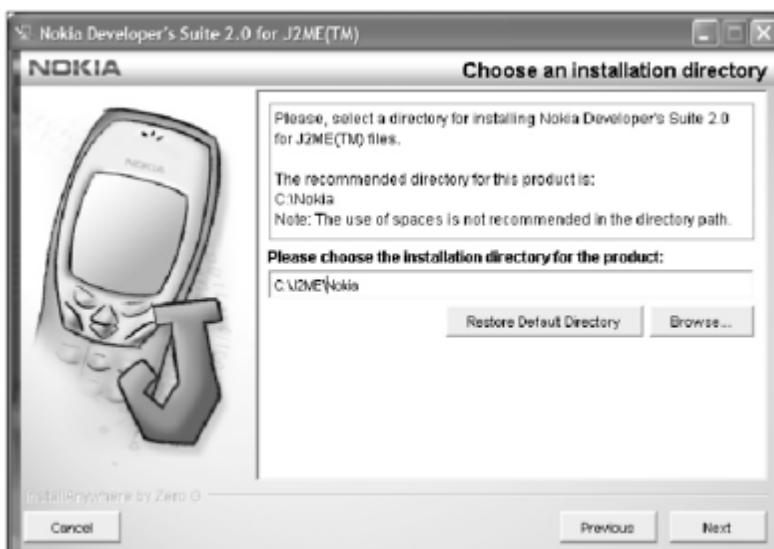 Nokia Developer's Suite 2.0 for J2ME(TM)
NOKIA
Choose an installation directory
NOKIA
Please, select a directory for installing Nokia Developer's Suite 2.0
for J2ME(TM) files.
The recommended directory for this product is:
C:\Nokia
Note: The use of spaces is not recommended in the directory path.
Please choose the installation directory for the product:
C:\J2ME\Nokia
Restore Default Directory
Browse...
InstallAnywhere by Zero G
Cancel
Previous
Next